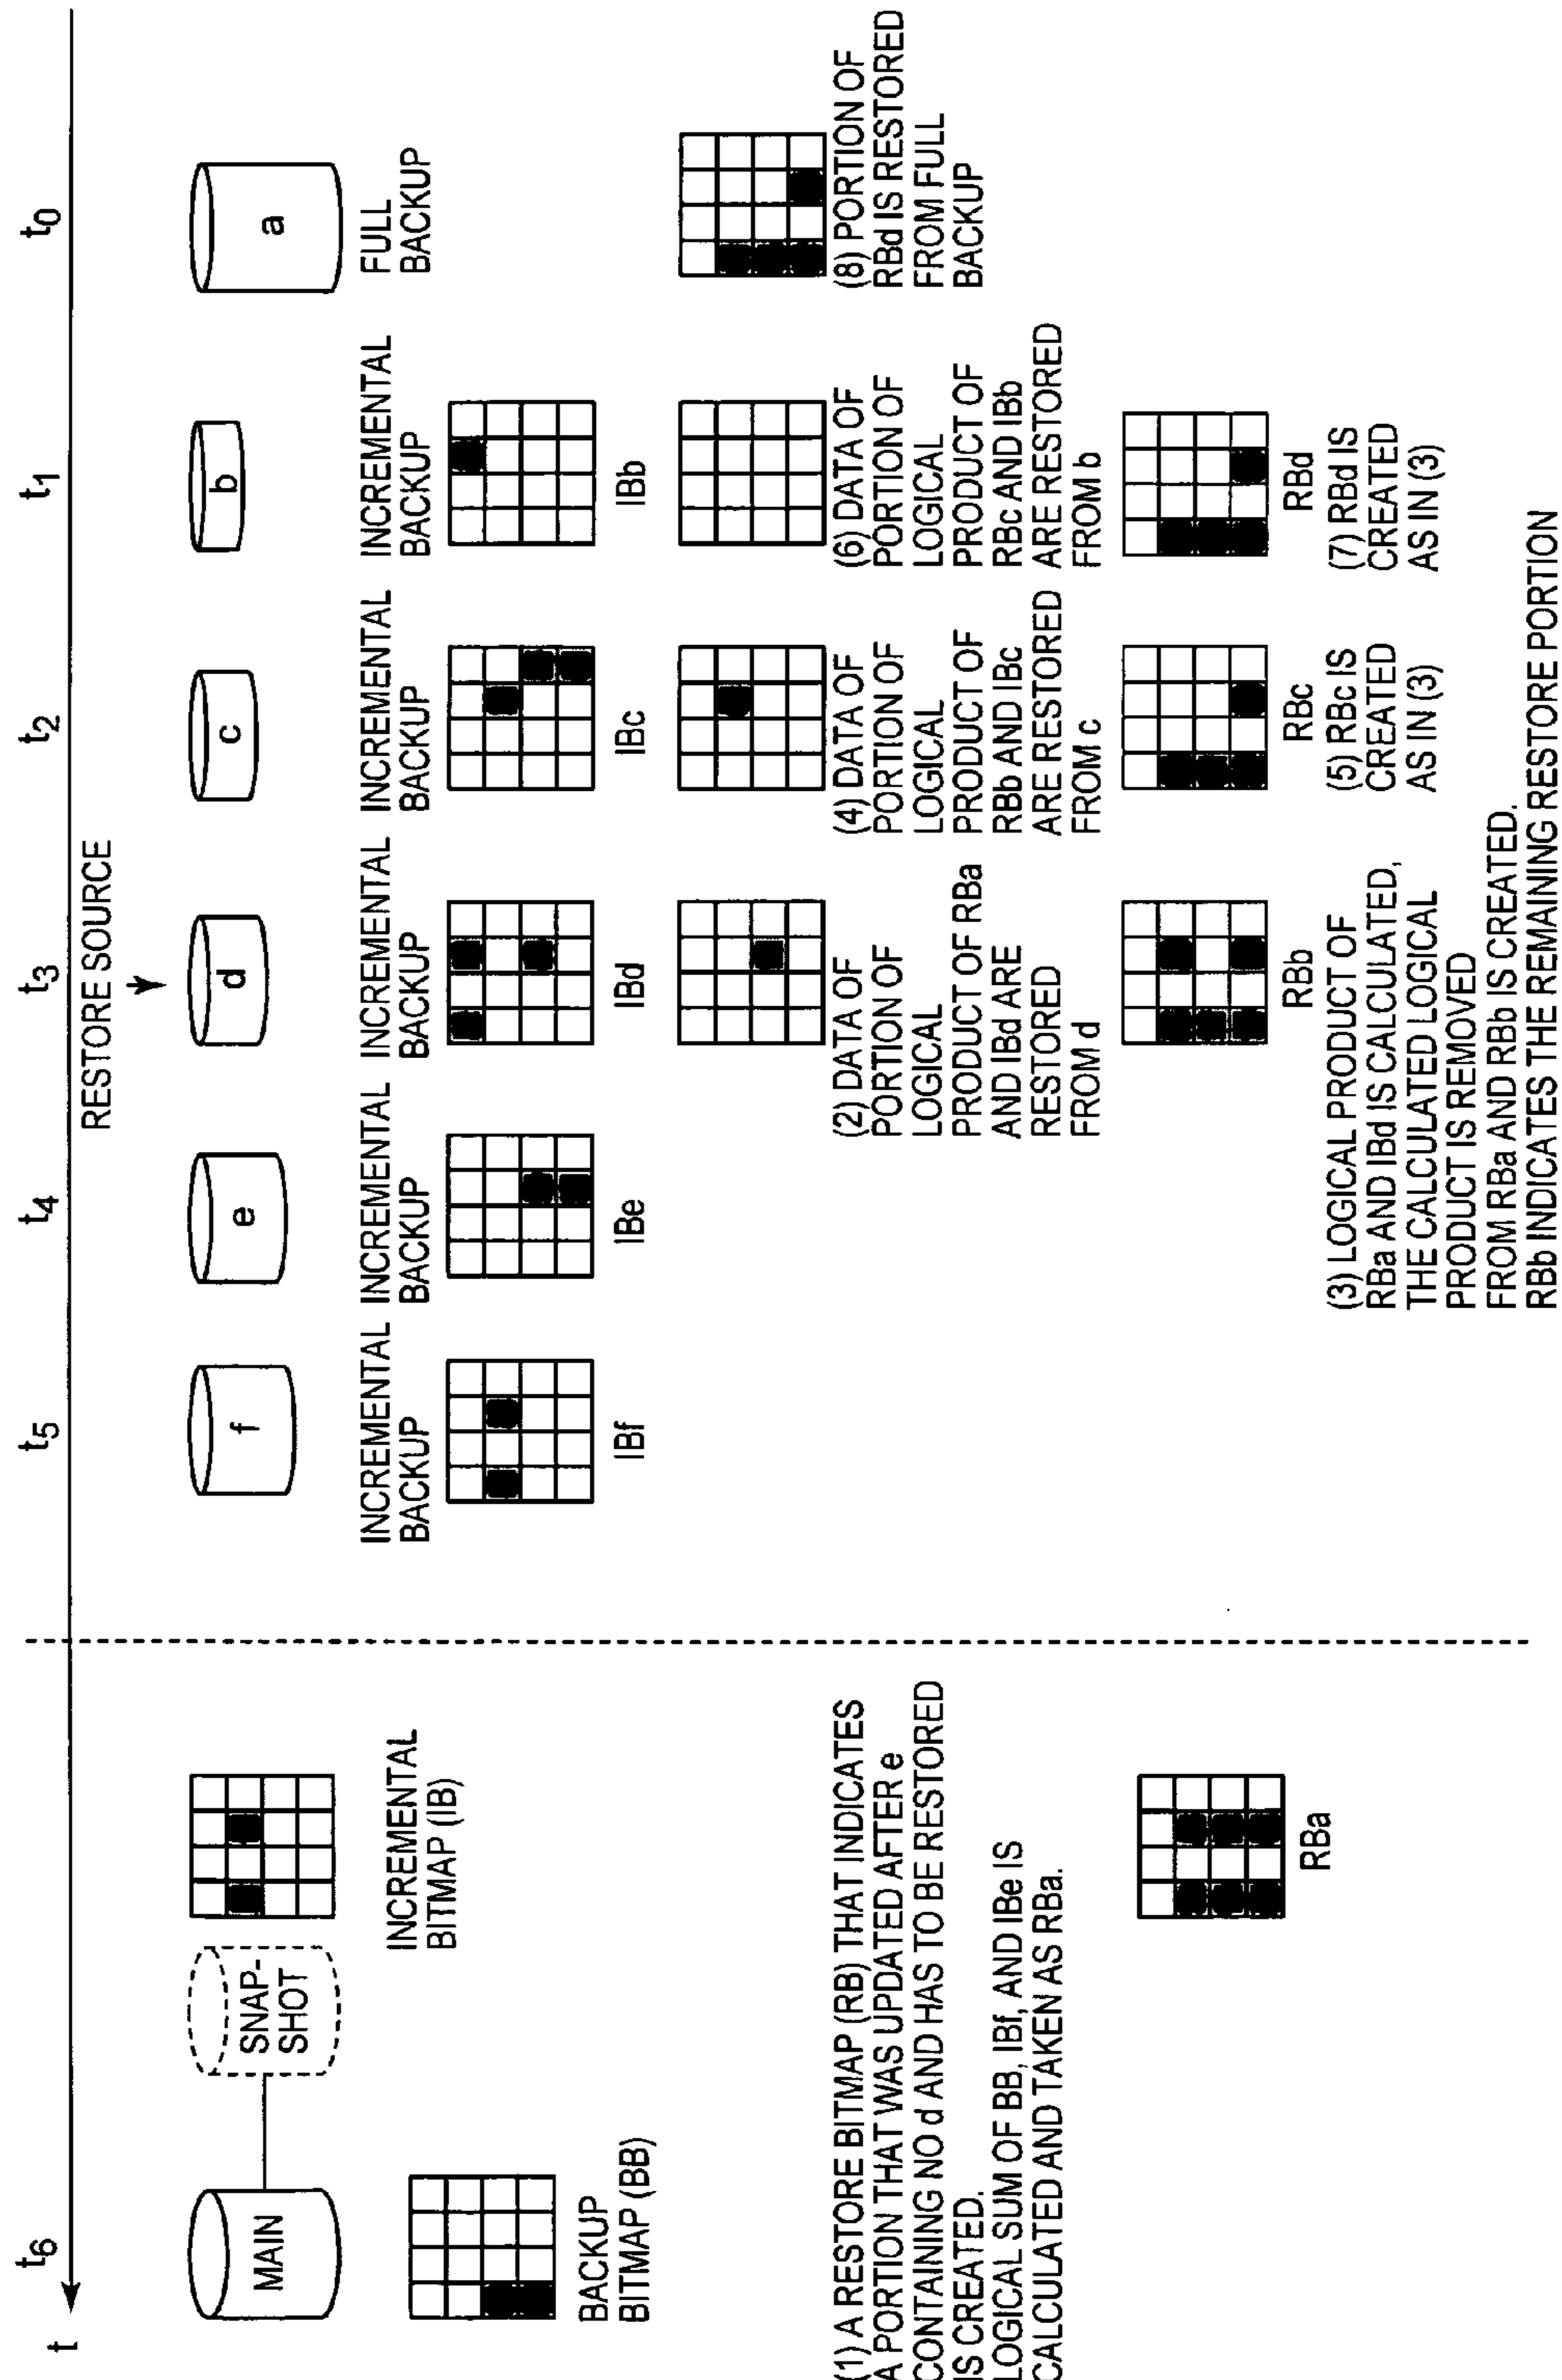 t
t6
t5
t4
t3
t2
t1
t0
RESTORE SOURCE
MAIN
SNAP-
SHOT
f
e
d
c
b
a
BACKUP
BITMAP (BB)
INCREMENTAL
BITMAP (IB)
INCREMENTAL
BACKUP
INCREMENTAL
BACKUP
INCREMENTAL
BACKUP
INCREMENTAL
BACKUP
INCREMENTAL
BACKUP
FULL
BACKUP
IBf
IBe
IBd
IBc
IBb
(1) A RESTORE BITMAP (RB) THAT INDICATES
A PORTION THAT WAS UPDATED AFTER e
CONTAINING NO d AND HAS TO BE RESTORED
IS CREATED.
LOGICAL SUM OF BB, IBf, AND IBe IS
CALCULATED AND TAKEN AS RBa.
RBa
(2) DATA OF
PORTION OF
LOGICAL
PRODUCT OF RBa
AND IBd ARE
RESTORED
FROM d
RBb
(3) LOGICAL PRODUCT OF
RBa AND IBd IS CALCULATED,
THE CALCULATED LOGICAL
PRODUCT IS REMOVED
FROM RBa AND RBb IS CREATED.
RBb INDICATES THE REMAINING RESTORE PORTION
(4) DATA OF
PORTION OF
LOGICAL
PRODUCT OF
RBb AND IBc
ARE RESTORED
FROM c
RBc
(5) RBc IS
CREATED
AS IN (3)
(6) DATA OF
PORTION OF
LOGICAL
PRODUCT OF
RBc AND IBb
ARE RESTORED
FROM b
RBd
(7) RBd IS
CREATED
AS IN (3)
(8) PORTION OF
RBd IS RESTORED
FROM FULL
BACKUP